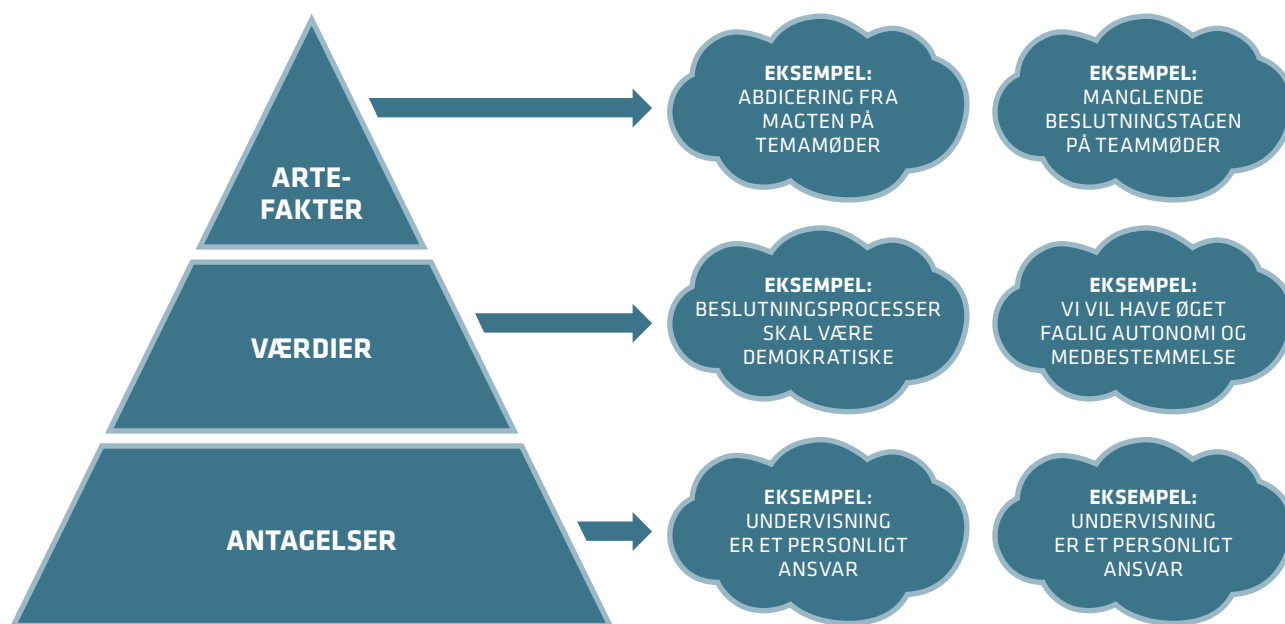 ARTE-
FAKTER
EKSEMPEL:
ABDICERING FRA
MAGTEN PÅ
TEMAMØDER
EKSEMPEL:
MANGLENDE
BESLUTNINGSTAGEN
PÅ TEAMMØDER
VÆRDIER
EKSEMPEL:
BESLUTNINGSPROCESSER
SKAL VÆRE
DEMOKRATISKE
EKSEMPEL:
VI VIL HAVE ØGET
FAGLIG AUTONOMI OG
MEDBESTEMMELSE
ANTAGELSER
EKSEMPEL:
UNDERVISNING
ER ET PERSONLIGT
ANSVAR
EKSEMPEL:
UNDERVISNING
ER ET PERSONLIGT
ANSVAR